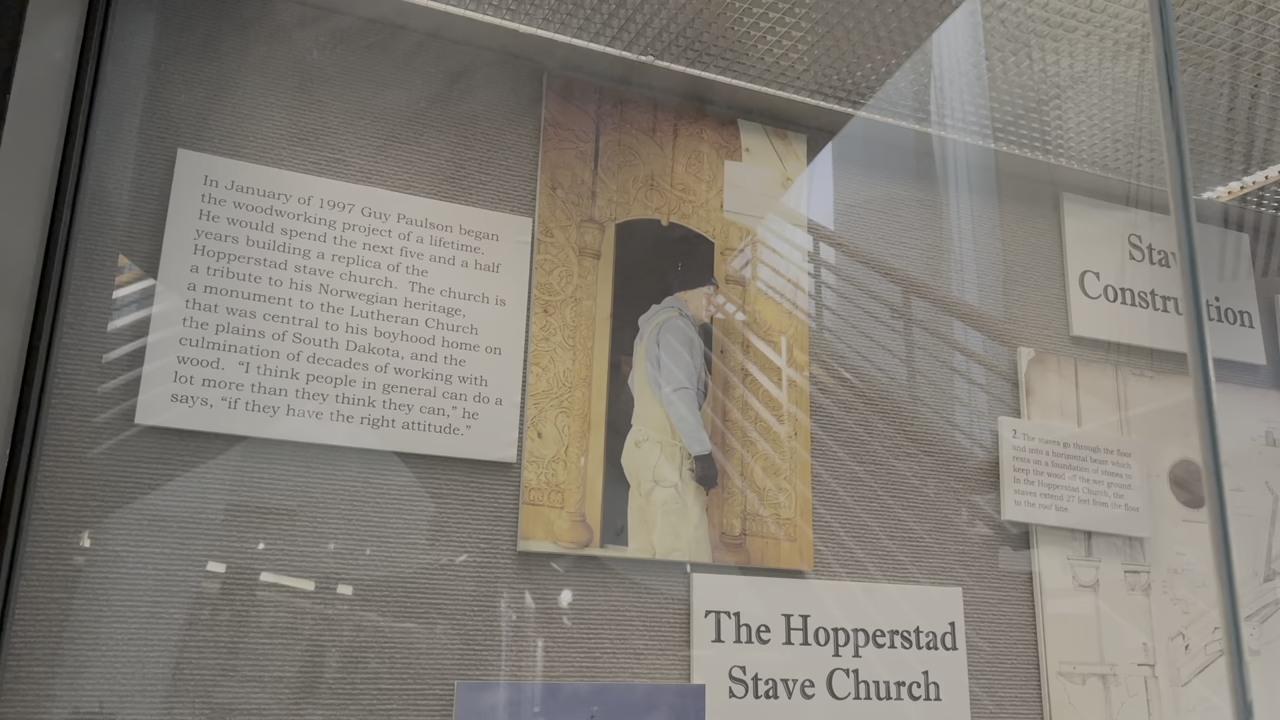 In January of 1997 Guy Paulson began
the woodworking project of a lifetime.
He would spend the next five and a half
years building a replica of the
Hopperstad stave church. The church is
a tribute to his Norwegian heritage,
a monument to the Lutheran Church
that was central to his boyhood home on
the plains of South Dakota, and the
culmination of decades of working with
wood. “I think people in general can do a
lot more than they think they can,” he
says, “if they have the right attitude.”
The Hopperstad
Stave Church
Sta
Constru tion
2. The staves go through the floor
and into a horizontal beam which
rests on a foundation of stones to
keep the wood off the wet ground.
In the Hopperstad Church, the
staves extend 27 feet from the floor
to the roof line.